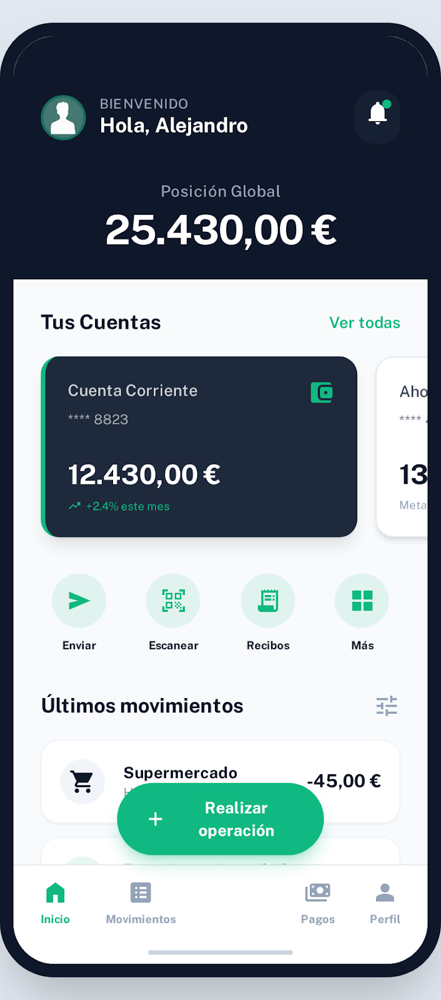 BIENVENIDO
Hola, Alejandro
Posición Global
25.430,00 €
Tus Cuentas
Ver todas
Cuenta Corriente
**** 8823
12.430,00 €
+2.4% este mes
Aho
****
13
Meta
Enviar
Escanear
Recibos
Más
Últimos movimientos
Supermercado
-45,00 €
Realizar
operación
Inicio
Movimientos
Pagos
Perfil